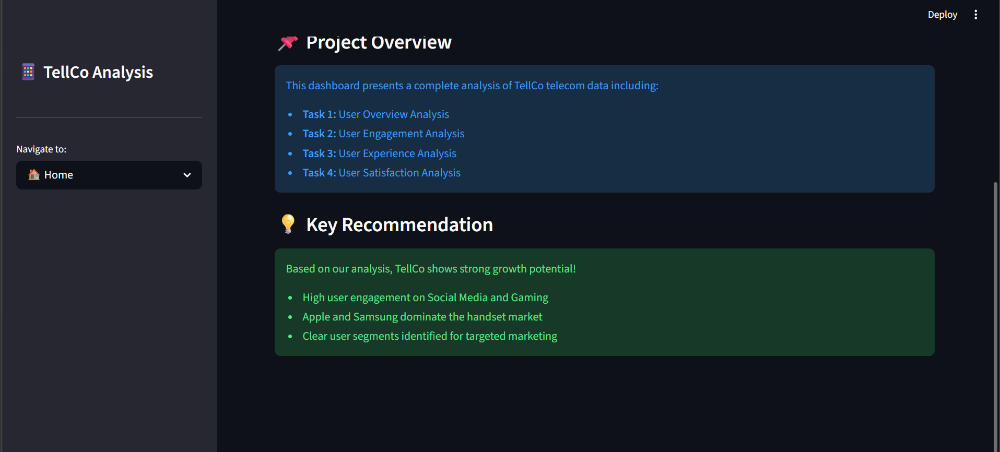 Deploy
TellCo Analysis
Navigate to:
Home
Project Overview
This dashboard presents a complete analysis of TellCo telecom data including:
• Task 1: User Overview Analysis
• Task 2: User Engagement Analysis
• Task 3: User Experience Analysis
• Task 4: User Satisfaction Analysis
Key Recommendation
Based on our analysis, TellCo shows strong growth potential!
• High user engagement on Social Media and Gaming
• Apple and Samsung dominate the handset market
• Clear user segments identified for targeted marketing